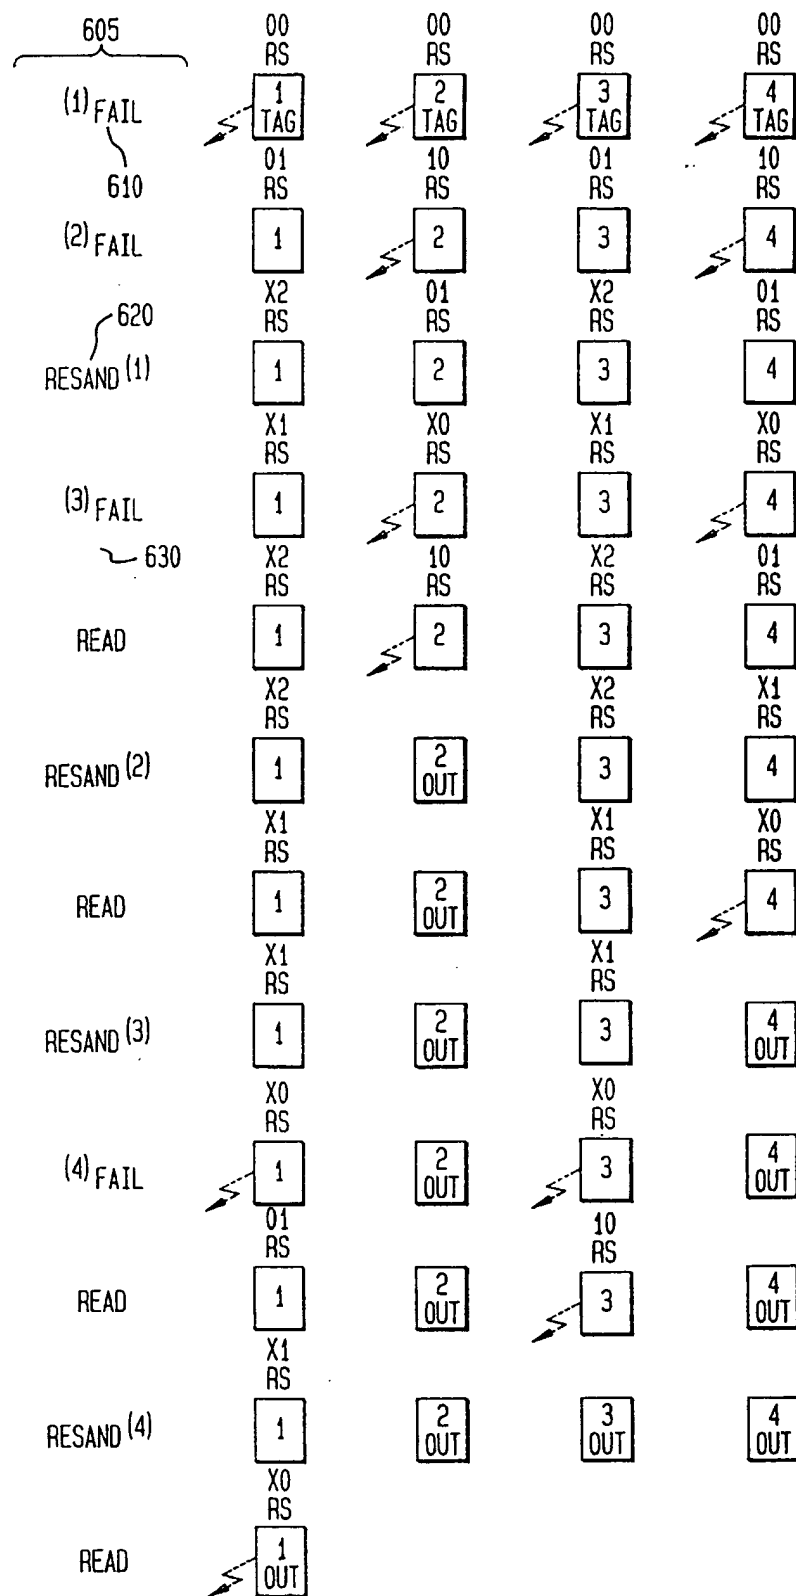 605 00 00 00 00
RS RS RS RS
(1) FAIL 1 TAG 2 TAG 3 TAG 4 TAG
610 01 10 01 10
RS RS RS RS
(2) FAIL 1 2 3 4
620 X2 01 X2 01
RS RS RS RS
RESAND (1) 1 2 3 4
X1 X0 X1 X0
RS RS RS RS
(3) FAIL 1 2 3 4
630 X2 10 X2 01
RS RS RS RS
READ 1 2 3 4
X2 X2 X1
RS RS RS
RESAND (2) 1 2 OUT 3 4
X1 X1 X0
RS RS RS
READ 1 2 OUT 3 4
X1 X1
RS RS
RESAND (3) 1 2 OUT 3 4 OUT
X0 X0
RS RS
(4) FAIL 1 2 OUT 3 4 OUT
01 10
RS RS
READ 1 2 OUT 3 4 OUT
X1
RS
RESAND (4) 1 2 OUT 3 OUT 4 OUT
X0
RS
READ 1 OUT